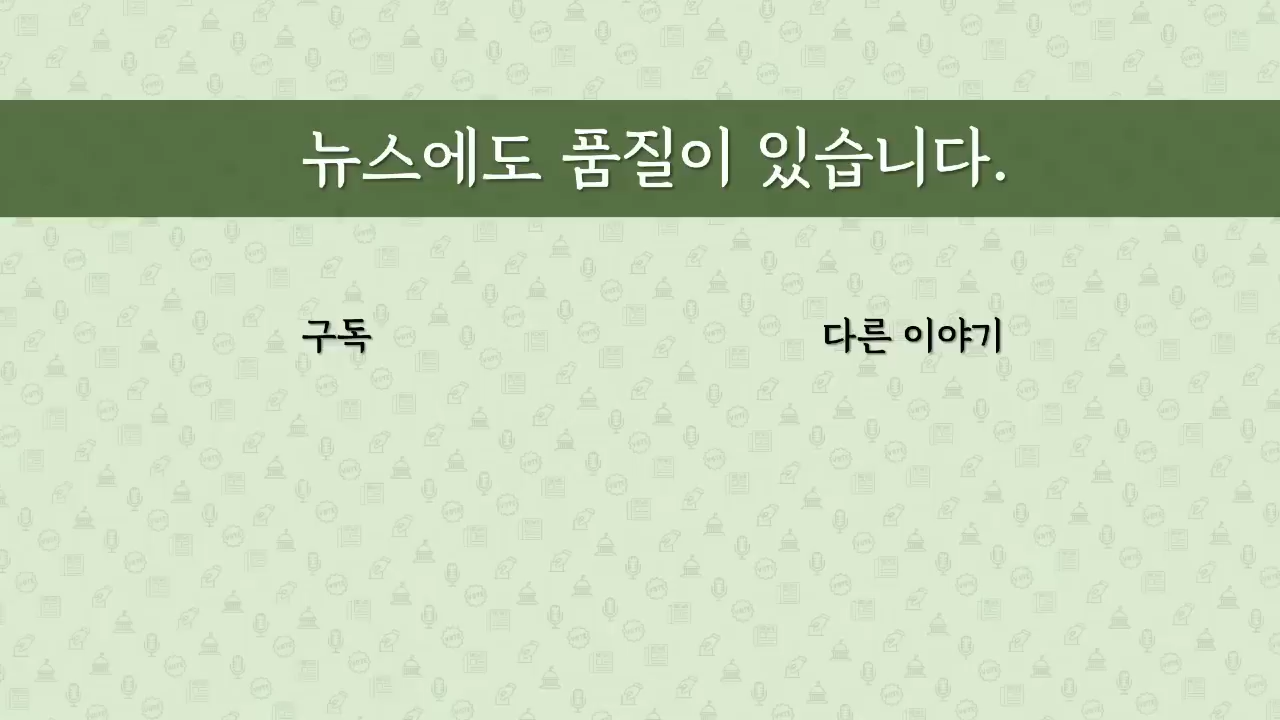 뉴스에도 품질이 있습니다.
구독
다른 이야기